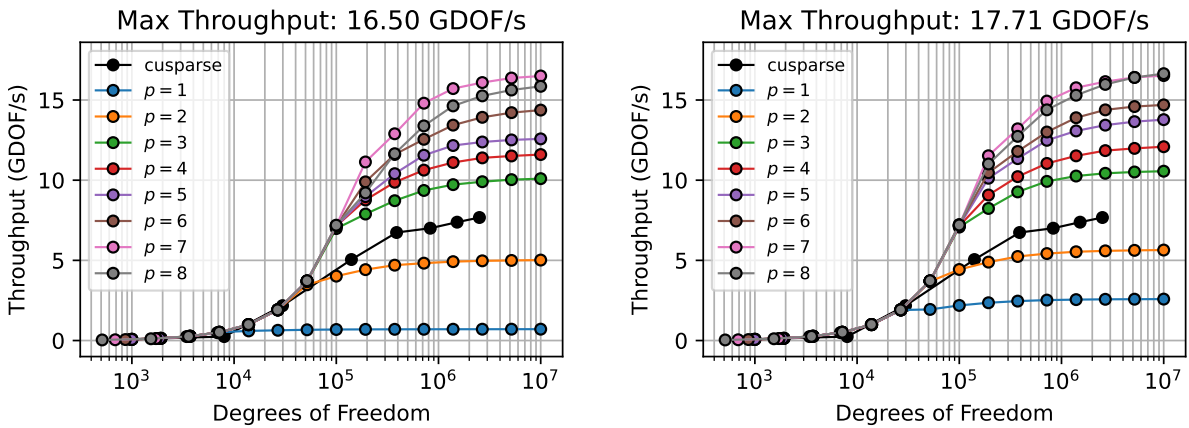 Max Throughput: 16.50 GDOF/s
Throughput (GDOF/s)
15
10
5
0
cusparse
p = 1
p = 2
p = 3
p = 4
p = 5
p = 6
p = 7
p = 8
10³ 10⁴ 10⁵ 10⁶ 10⁷
Degrees of Freedom
Max Throughput: 17.71 GDOF/s
Throughput (GDOF/s)
15
10
5
0
cusparse
p = 1
p = 2
p = 3
p = 4
p = 5
p = 6
p = 7
p = 8
10³ 10⁴ 10⁵ 10⁶ 10⁷
Degrees of Freedom